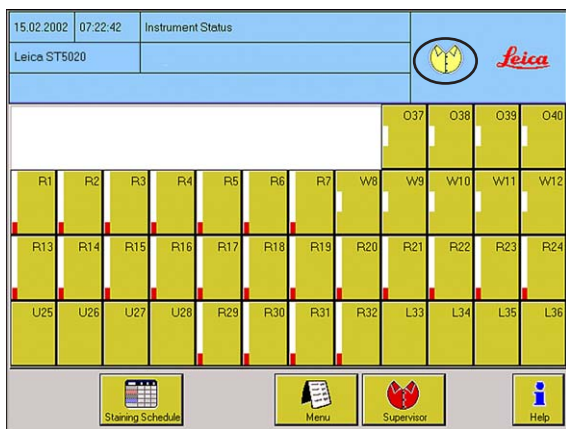 15.02.2002 07:22:42 Instrument Status
Leica ST5020
Leica
O37 O38 O39 O40
R1 R2 R3 R4 R5 R6 R7 W8 W9 W10 W11 W12
R13 R14 R15 R16 R17 R18 R19 R20 R21 R22 R23 R24
U25 U26 U27 U28 R29 R30 R31 R32 L33 L34 L35 L36
Staining Schedule Menu Supervisor Help